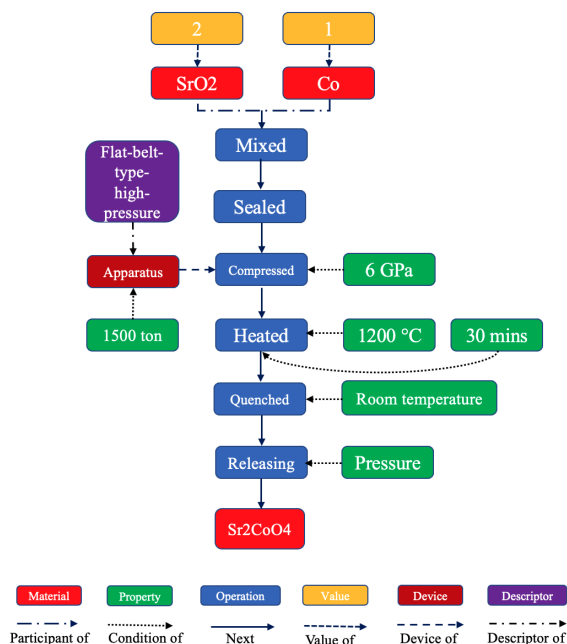 2
1
SrO2
Co
Mixed
Flat-belt-
type-
high-
pressure
Sealed
Apparatus
Compressed
6 GPa
1500 ton
Heated
1200 °C
30 mins
Quenched
Room temperature
Releasing
Pressure
Sr2CoO4
Material
Property
Operation
Value
Device
Descriptor
Participant of
Condition of
Next
Value of
Device of
Descriptor of